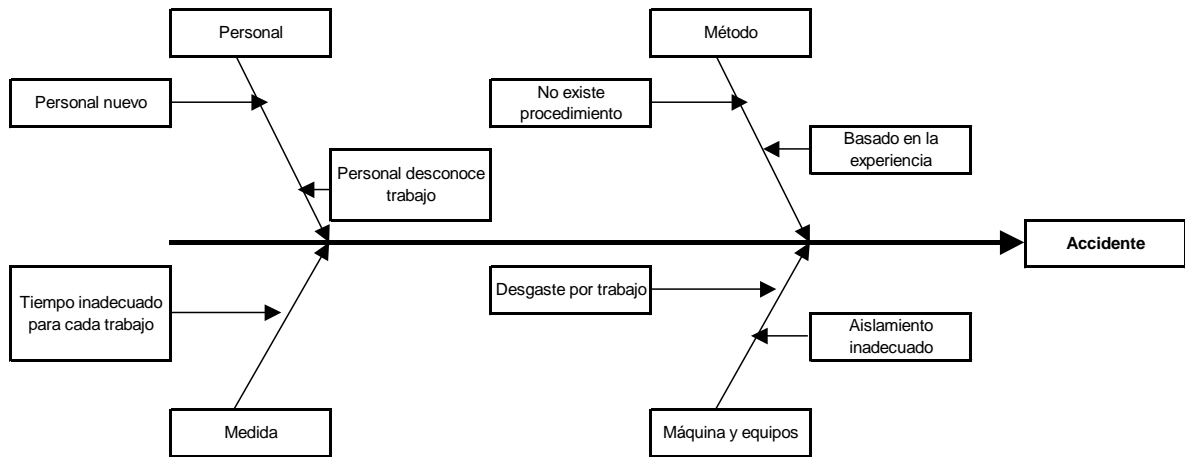 Personal
Método
Personal nuevo
No existe
procedimiento
Basado en la
experiencia
Personal desconoce
trabajo
Accidente
Tiempo inadecuado
para cada trabajo
Desgaste por trabajo
Aislamiento
inadecuado
Medida
Máquina y equipos